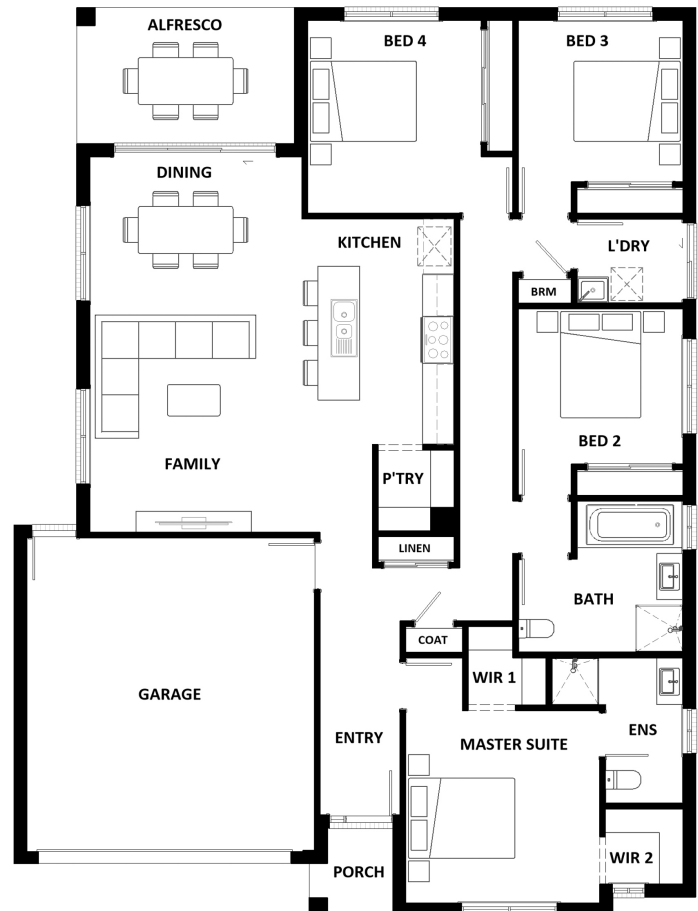 ALFRESCO
BED 4
BED 3
DINING
KITCHEN
L'DRY
BRM
BED 2
FAMILY
P'TRY
LINEN
BATH
COAT
WIR 1
GARAGE
ENTRY
MASTER SUITE
ENS
WIR 2
PORCH